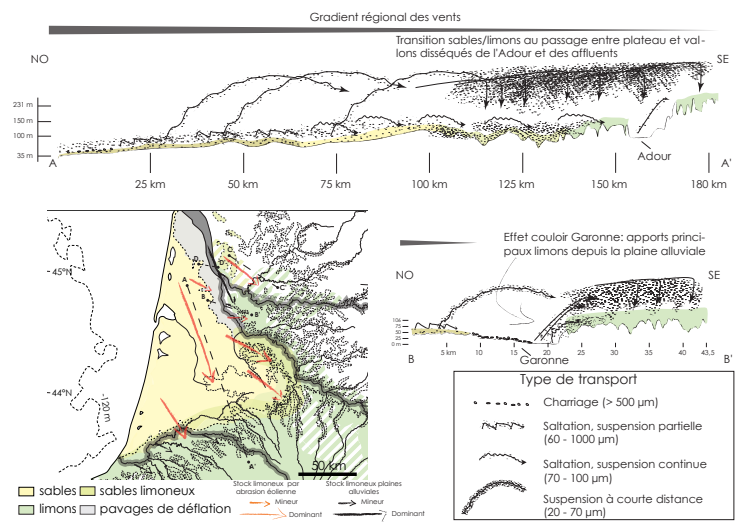 Gradient régional des vents
Transition sables/limons au passage entre plateau et val-
lons disséqués de l'Adour et des affluents
NO
SE
231 m
150 m
100 m
35 m
A
Adour
A'
25 km
50 km
75 km
100 km
125 km
150 km
180 km
45°N
44°N
-120 m
A
B
D
C
C'
B'
A'
50 km
Effet couloir Garonne: apports princi-
paux limons depuis la plaine alluviale
NO
SE
104
75
50
25
0 m
B
5 km
10
15
20
25
30
35
40
43,5
Garonne
B'
Type de transport
Charriage (> 500 µm)
Saltation, suspension partielle
(60 - 1000 µm)
Saltation, suspension continue
(70 - 100 µm)
Suspension à courte distance
(20 - 70 µm)
sables
sables limoneux
limons
pavages de déflation
Stock limoneux par
abrasion éolienne
Mineur
Dominant
Stock limoneux plaines
alluviales
Mineur
Dominant